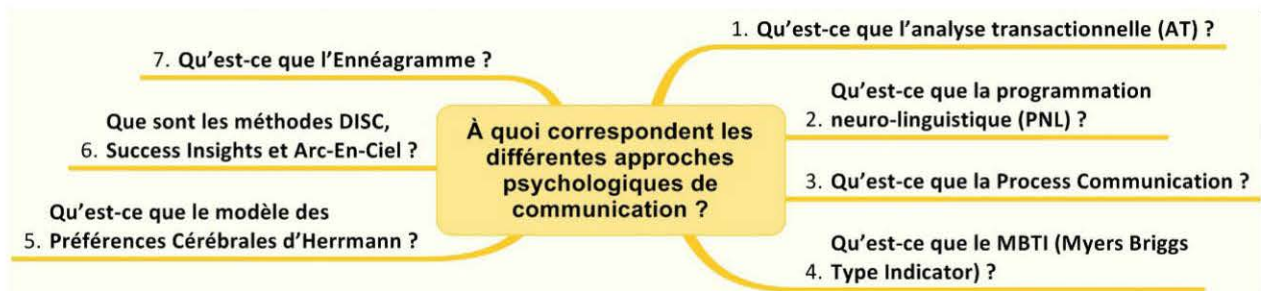 À quoi correspondent les
différentes approches
psychologiques de
communication ?
1. Qu’est-ce que l’analyse transactionnelle (AT) ?
Qu’est-ce que la programmation
2. neuro-linguistique (PNL) ?
3. Qu’est-ce que la Process Communication ?
Qu’est-ce que le MBTI (Myers Briggs
4. Type Indicator) ?
Qu’est-ce que le modèle des
5. Préférences Cérébrales d’Herrmann ?
Que sont les méthodes DISC,
6. Success Insights et Arc-En-Ciel ?
7. Qu’est-ce que l’Ennéagramme ?